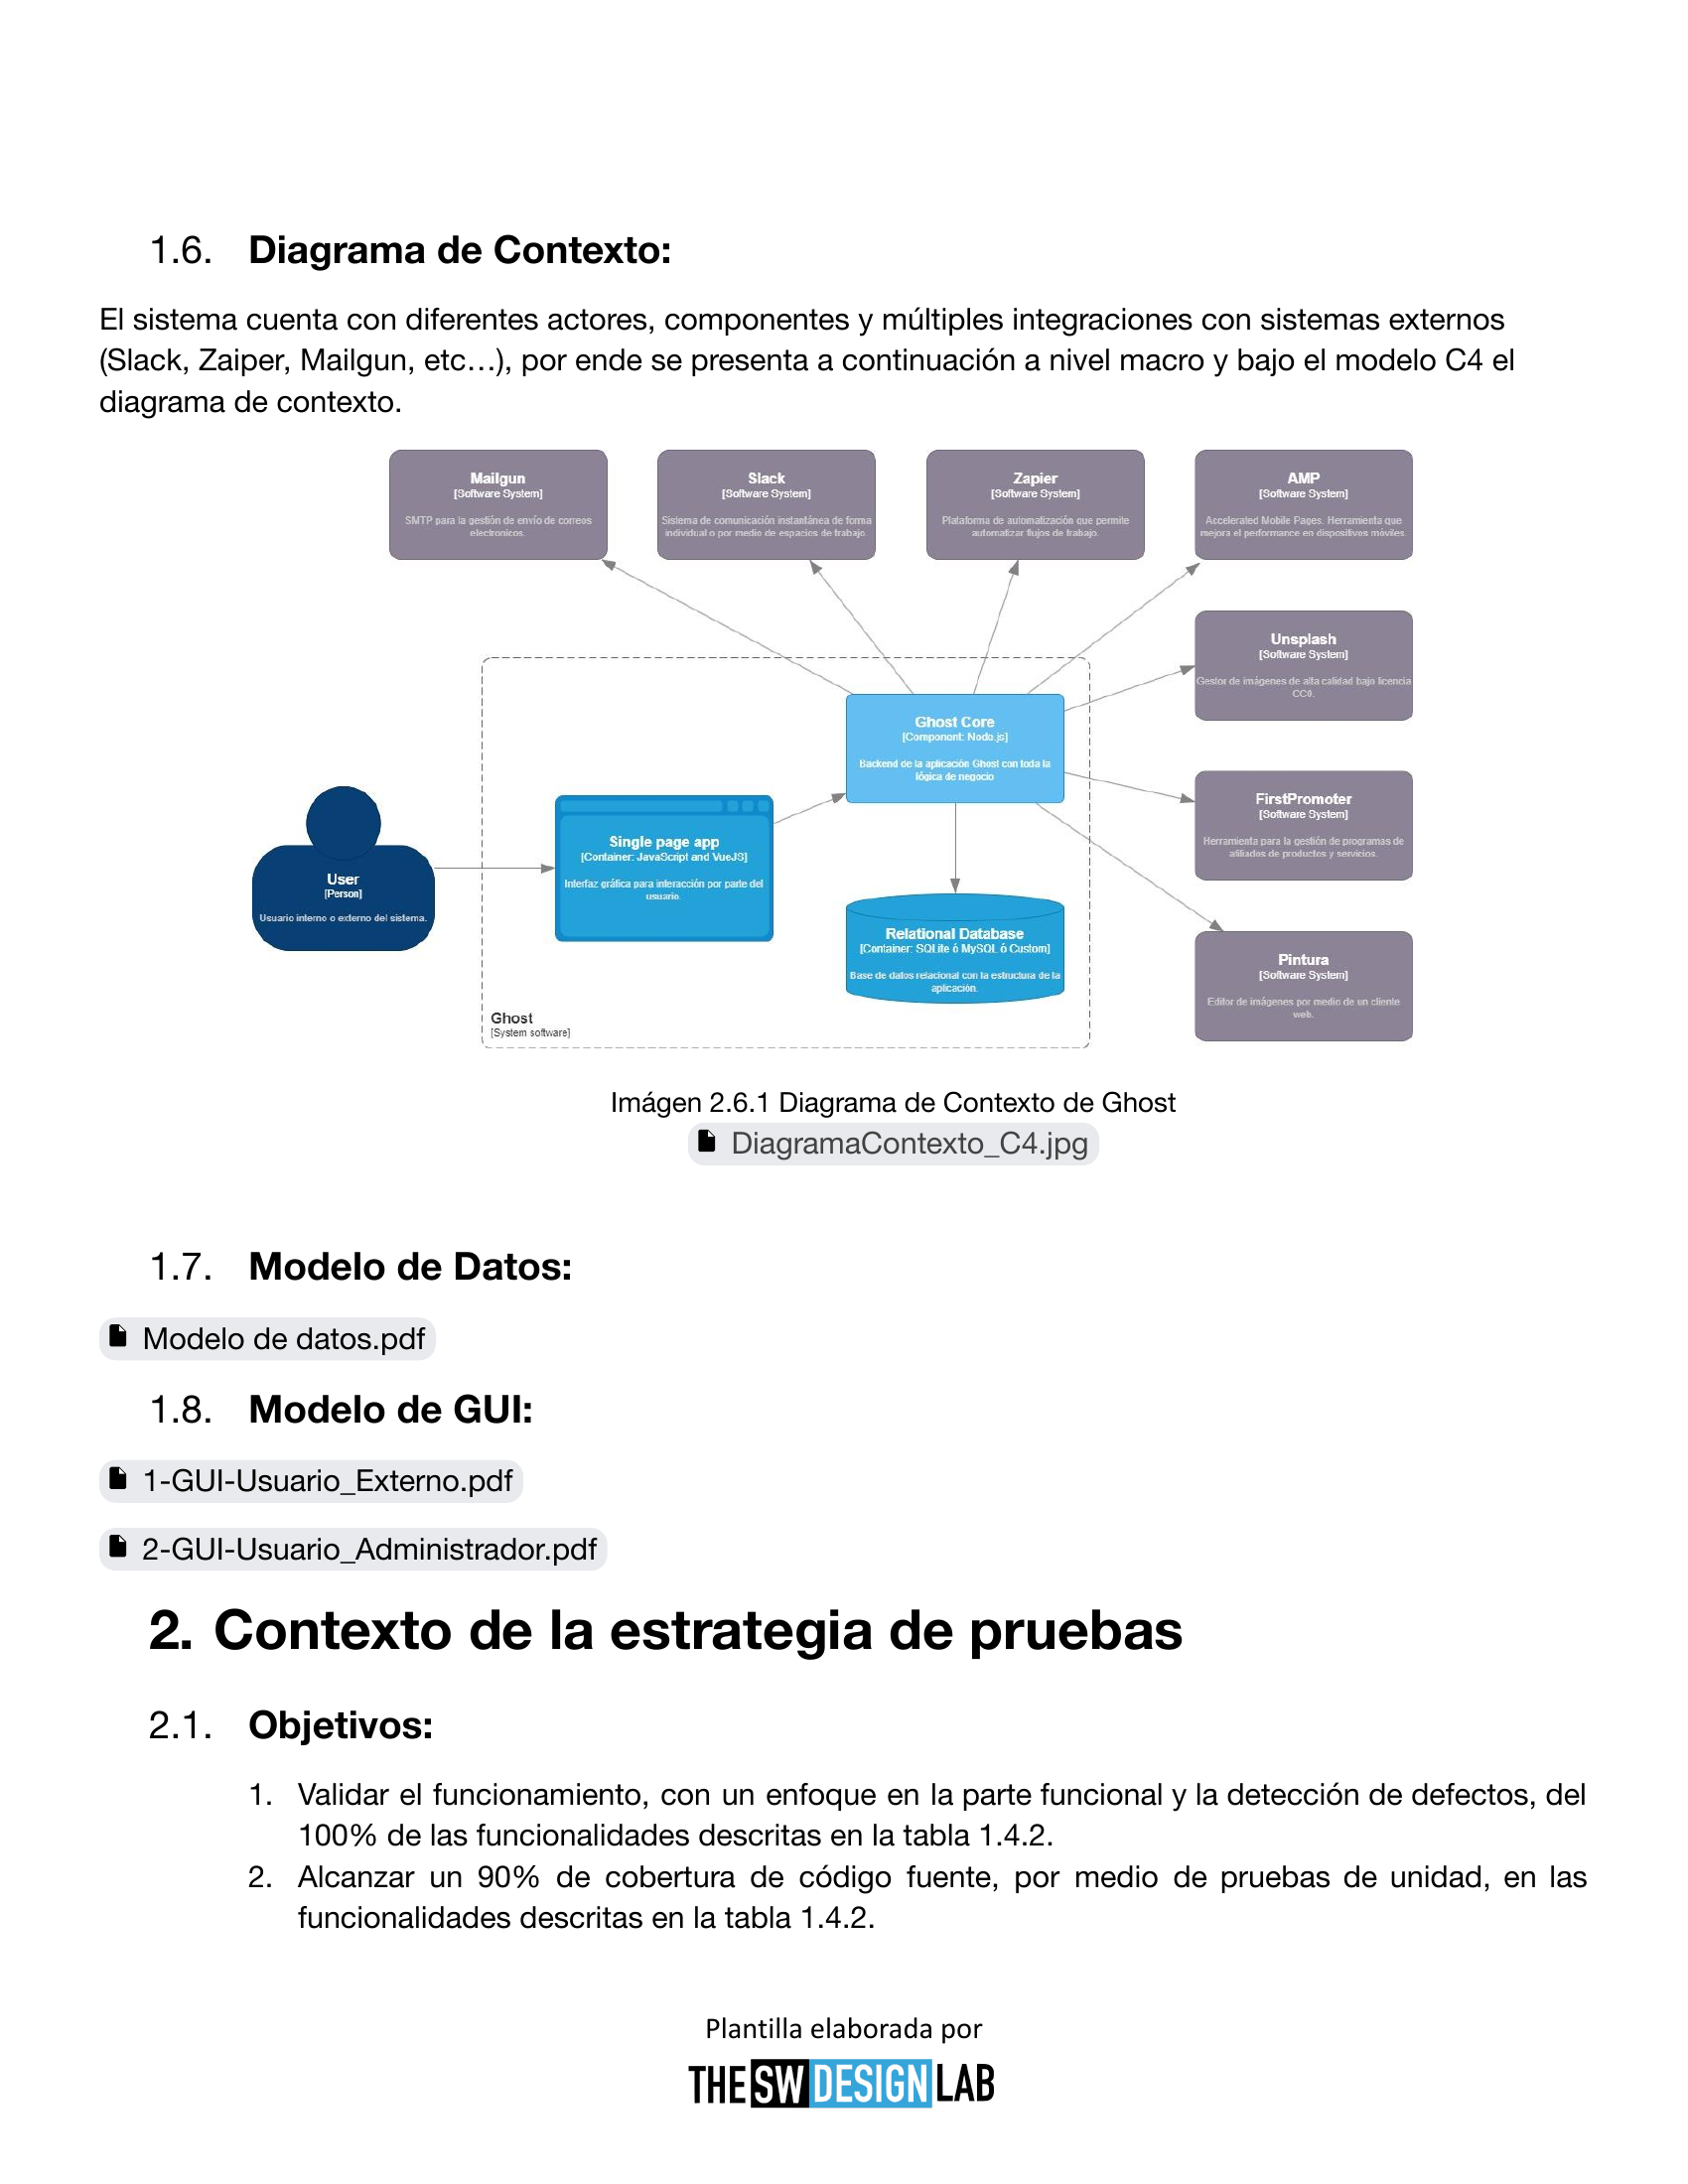 1.6. Diagrama de Contexto:
El sistema cuenta con diferentes actores, componentes y múltiples integraciones con sistemas externos
(Slack, Zaiper, Mailgun, etc…), por ende se presenta a continuación a nivel macro y bajo el modelo C4 el
diagrama de contexto.
Mailgun
[Software System]
SMTP para la gestión de envío de correos
electronicos.
Slack
[Software System]
Sistema de comunicación instantánea de forma
individual o por medio de espacios de trabajo.
Zapier
[Software System]
Plataforma de automatización que permite
automatizar flujos de trabajo.
AMP
[Software System]
Accelerated Mobile Pages. Herramienta que
mejora el performance en dispositivos móviles.
Unsplash
[Software System]
Gestor de imágenes de alta calidad bajo licencia
CC0.
Ghost Core
[Component: Node.js]
Backend de la aplicación Ghost con toda la
lógica de negocio
FirstPromoter
[Software System]
Herramienta para la gestión de programas de
afiliados de productos y servicios.
Single page app
[Container: JavaScript and VueJS]
Interfaz gráfica para interacción por parte del
usuario.
User
[Person]
Usuario interno o externo del sistema.
Relational Database
[Container: SQLite ó MySQL ó Custom]
Base de datos relacional con la estructura de la
aplicación.
Pintura
[Software System]
Editor de imágenes por medio de un cliente
web.
Ghost
[System software]
Imágen 2.6.1 Diagrama de Contexto de Ghost
DiagramaContexto_C4.jpg
1.7. Modelo de Datos:
Modelo de datos.pdf
1.8. Modelo de GUI:
1-GUI-Usuario_Externo.pdf
2-GUI-Usuario_Administrador.pdf
2. Contexto de la estrategia de pruebas
2.1. Objetivos:
1. Validar el funcionamiento, con un enfoque en la parte funcional y la detección de defectos, del
100% de las funcionalidades descritas en la tabla 1.4.2.
2. Alcanzar un 90% de cobertura de código fuente, por medio de pruebas de unidad, en las
funcionalidades descritas en la tabla 1.4.2.
Plantilla elaborada por
THE SW DESIGN LAB